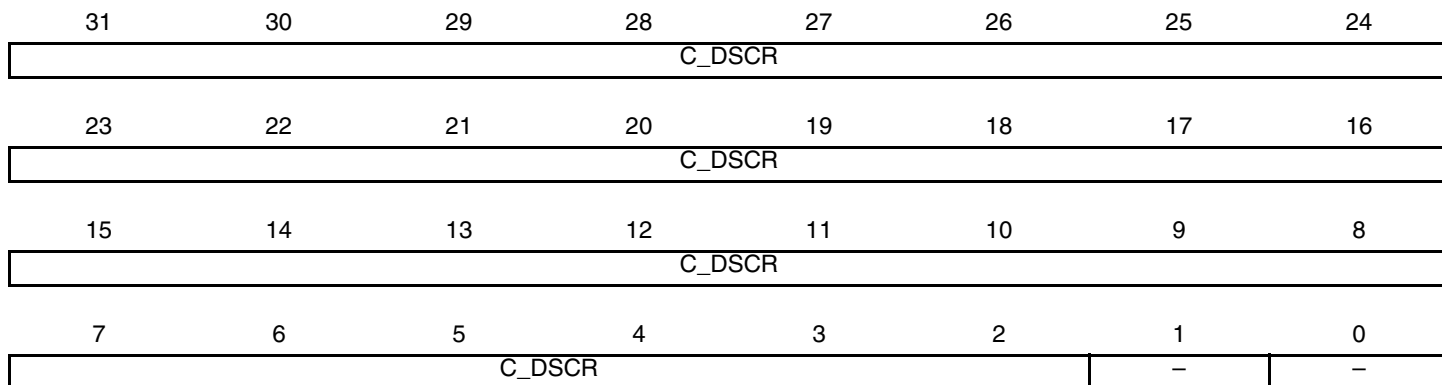 31 30 29 28 27 26 25 24
C_DSCR
23 22 21 20 19 18 17 16
C_DSCR
15 14 13 12 11 10 9 8
C_DSCR
7 6 5 4 3 2 1 0
C_DSCR – –